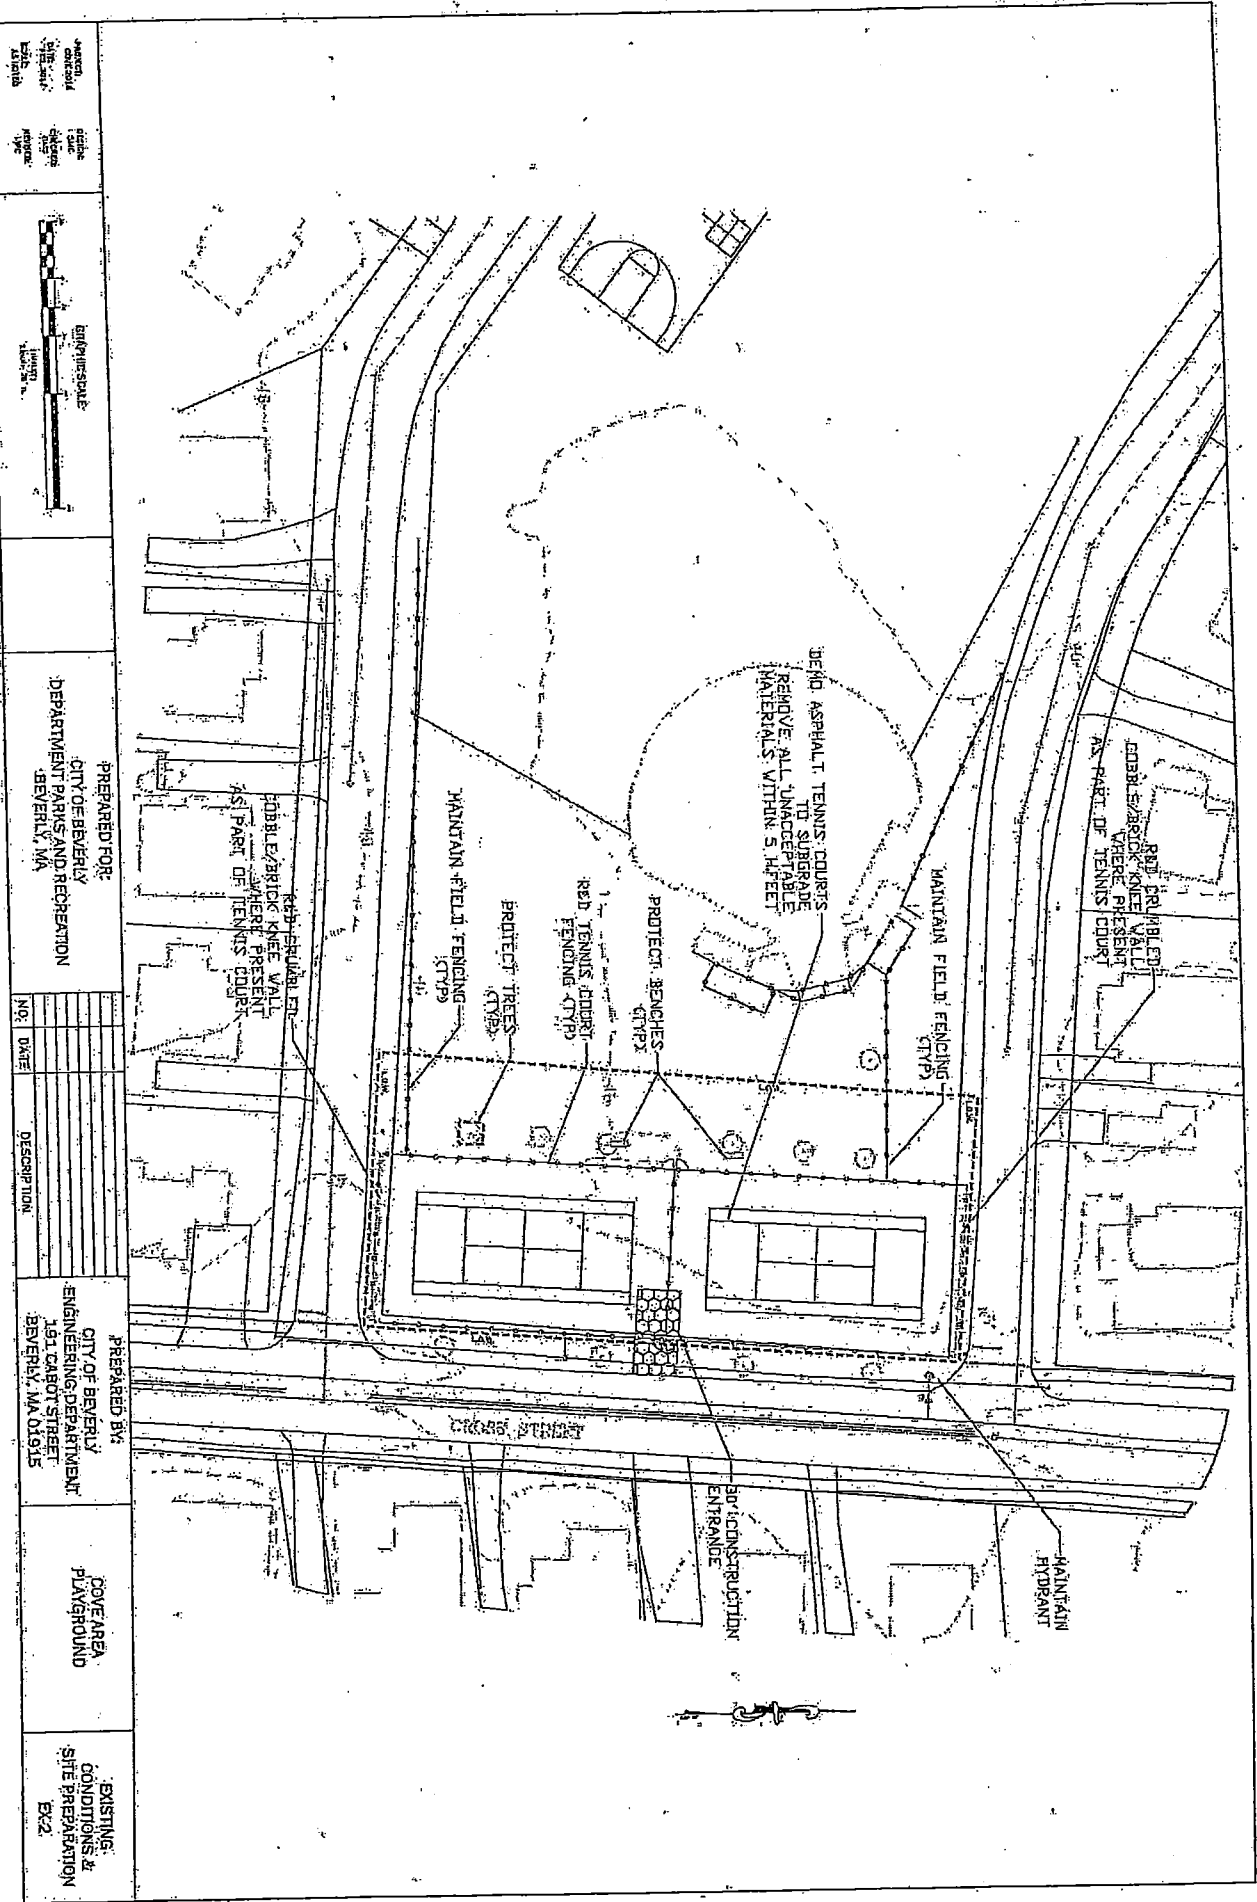 R&D CRUMBLED
COBBLE/BRICK KNEE WALL
WHERE PRESENT
AS PART OF TENNIS COURT
MAINTAIN FIELD FENCING
(TYP)
DEMO ASPHALT TENNIS COURTS
TO SUBGRADE
REMOVE ALL UNACCEPTABLE
MATERIALS WITHIN 5 H.FEET
PROTECT BENCHES
(TYP)
R&D TENNIS COURT
FENCING (TYP)
PROTECT TREES
(TYP)
MAINTAIN FIELD FENCING
(TYP)
R&D CRUMBLED
COBBLE/BRICK KNEE WALL
WHERE PRESENT
AS PART OF TENNIS COURT
MAINTAIN
HYDRANT
30' CONSTRUCTION
ENTRANCE
CROSS STREET
GRAPHIC SCALE
PREPARED FOR:
CITY OF BEVERLY
DEPARTMENT PARKS AND RECREATION
BEVERLY, MA
NO. DATE DESCRIPTION
PREPARED BY:
CITY OF BEVERLY
ENGINEERING DEPARTMENT
191 CABOT STREET
BEVERLY, MA 01915
COVE AREA
PLAYGROUND
EXISTING
CONDITIONS &
SITE PREPARATION
EX-2